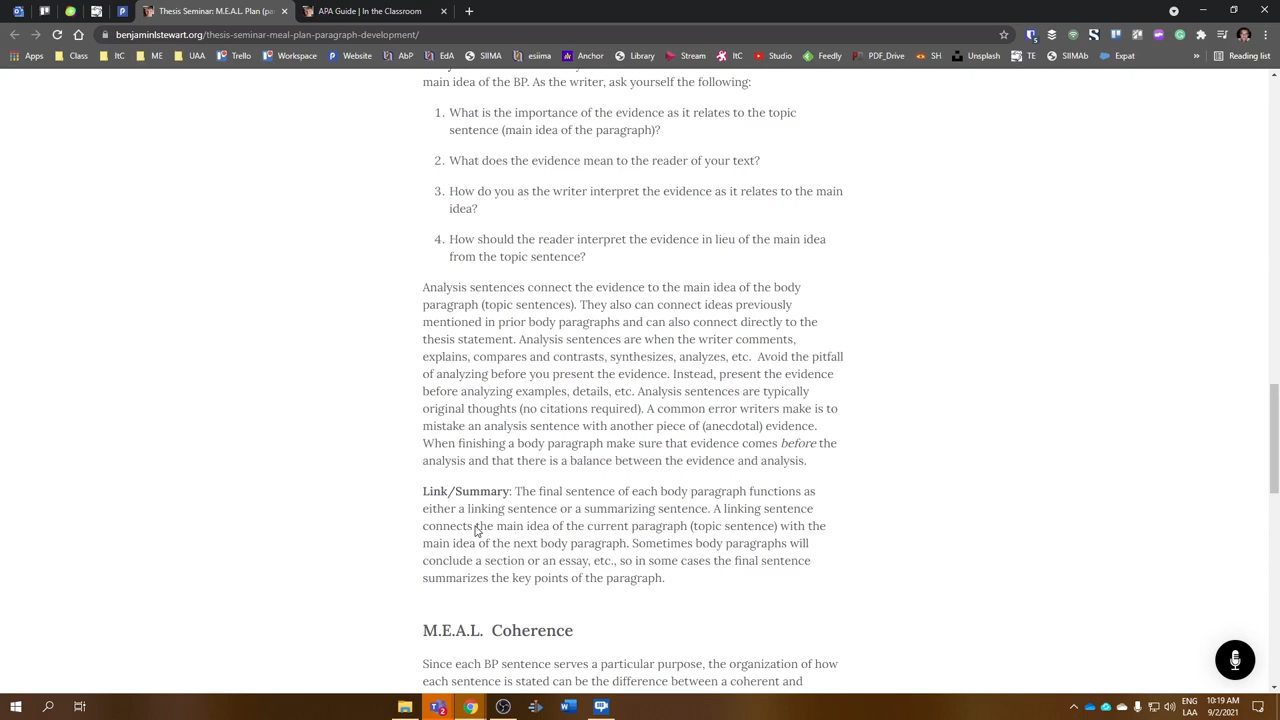 Thesis Seminar: M.E.A.L. Plan (pa
APA Guide | In the Classroom
benjaminlstewart.org/thesis-seminar-meal-plan-paragraph-development/
Apps Class ItC ME UAA Trello Workspace Website AbP EdA SIIMA esiima Anchor Library Stream ItC Studio Feedly PDF_Drive SH Unsplash TE SIIMAob Expat » Reading list
main idea of the BP. As the writer, ask yourself the following:
1. What is the importance of the evidence as it relates to the topic
sentence (main idea of the paragraph)?
2. What does the evidence mean to the reader of your text?
3. How do you as the writer interpret the evidence as it relates to the main
idea?
4. How should the reader interpret the evidence in lieu of the main idea
from the topic sentence?
Analysis sentences connect the evidence to the main idea of the body
paragraph (topic sentences). They also can connect ideas previously
mentioned in prior body paragraphs and can also connect directly to the
thesis statement. Analysis sentences are when the writer comments,
explains, compares and contrasts, synthesizes, analyzes, etc. Avoid the pitfall
of analyzing before you present the evidence. Instead, present the evidence
before analyzing examples, details, etc. Analysis sentences are typically
original thoughts (no citations required). A common error writers make is to
mistake an analysis sentence with another piece of (anecdotal) evidence.
When finishing a body paragraph make sure that evidence comes before the
analysis and that there is a balance between the evidence and analysis.
Link/Summary: The final sentence of each body paragraph functions as
either a linking sentence or a summarizing sentence. A linking sentence
connects the main idea of the current paragraph (topic sentence) with the
main idea of the next body paragraph. Sometimes body paragraphs will
conclude a section or an essay, etc., so in some cases the final sentence
summarizes the key points of the paragraph.
M.E.A.L. Coherence
Since each BP sentence serves a particular purpose, the organization of how
each sentence is stated can be the difference between a coherent and
ENG
LAA
10:19 AM
9/2/2021